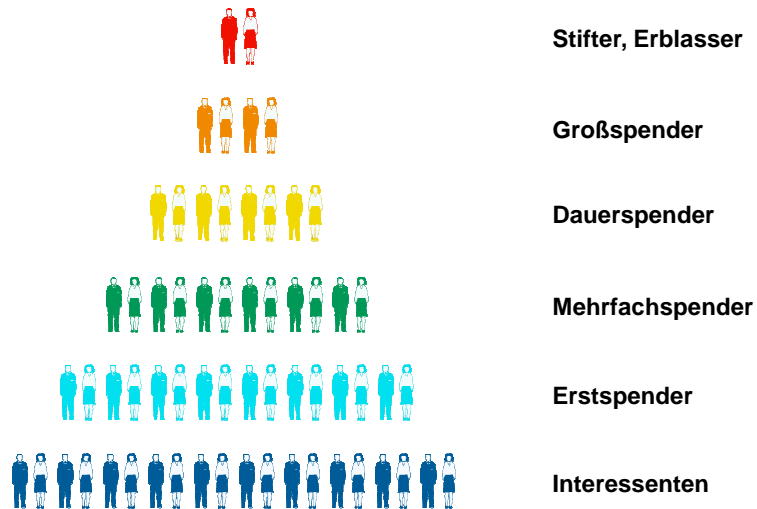 Stifter, Erblasser
Großspender
Dauerspender
Mehrfachspender
Erstspender
Interessenten